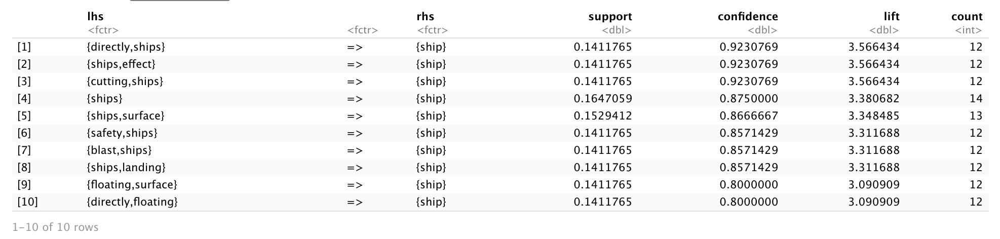 lhs rhs support confidence lift count
<fctr> <fctr> <fctr> <dbl> <dbl> <dbl> <int>
[1] {directly,ships} => {ship} 0.1411765 0.9230769 3.566434 12
[2] {ships,effect} => {ship} 0.1411765 0.9230769 3.566434 12
[3] {cutting,ships} => {ship} 0.1411765 0.9230769 3.566434 12
[4] {ships} => {ship} 0.1647059 0.8750000 3.380682 14
[5] {ships,surface} => {ship} 0.1529412 0.8666667 3.348485 13
[6] {safety,ships} => {ship} 0.1411765 0.8571429 3.311688 12
[7] {blast,ships} => {ship} 0.1411765 0.8571429 3.311688 12
[8] {ships,landing} => {ship} 0.1411765 0.8571429 3.311688 12
[9] {floating,surface} => {ship} 0.1411765 0.8000000 3.090909 12
[10] {directly,floating} => {ship} 0.1411765 0.8000000 3.090909 12
1–10 of 10 rows